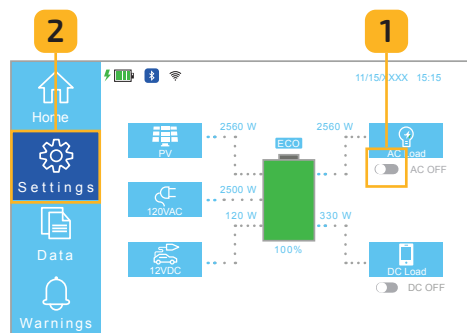 2
1
11/15/XXXX 15:15
Home
Settings
Data
Warnings
2560 W
PV
2500 W
120VAC
120 W
12VDC
ECO
100%
2560 W
AC Load
AC OFF
330 W
DC Load
DC OFF